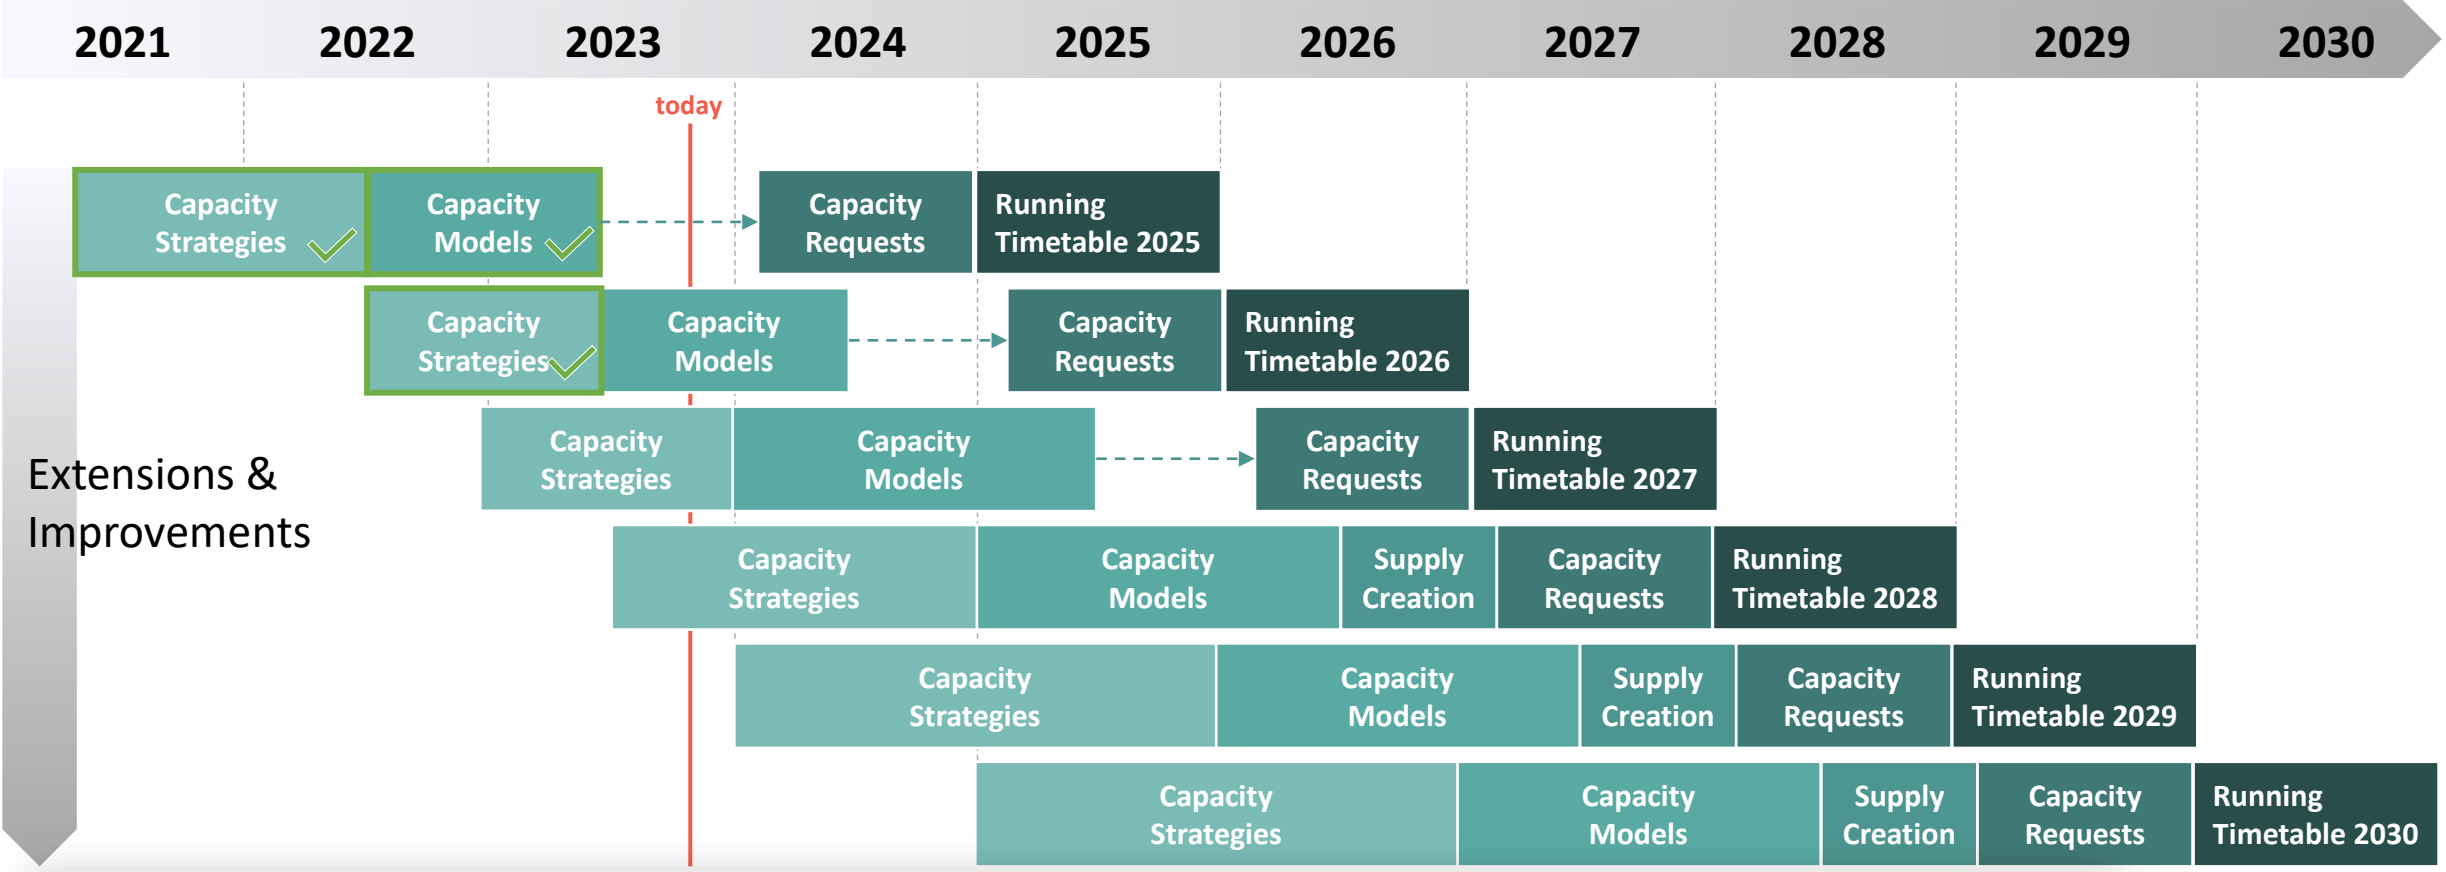 2021 2022 2023 2024 2025 2026 2027 2028 2029 2030
today
Capacity
Strategies
Capacity
Models
Capacity
Requests
Running
Timetable 2025
Capacity
Strategies
Capacity
Models
Capacity
Requests
Running
Timetable 2026
Capacity
Strategies
Capacity
Models
Capacity
Requests
Running
Timetable 2027
Extensions &
Improvements
Capacity
Strategies
Capacity
Models
Supply
Creation
Capacity
Requests
Running
Timetable 2028
Capacity
Strategies
Capacity
Models
Supply
Creation
Capacity
Requests
Running
Timetable 2029
Capacity
Strategies
Capacity
Models
Supply
Creation
Capacity
Requests
Running
Timetable 2030